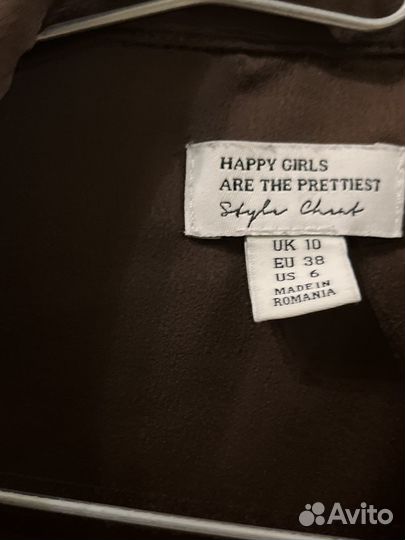 HAPPY GIRLS
ARE THE PRETTIEST
Style Cheat
UK 10
EU 38
US 6
MADE IN
ROMANIA
Avito